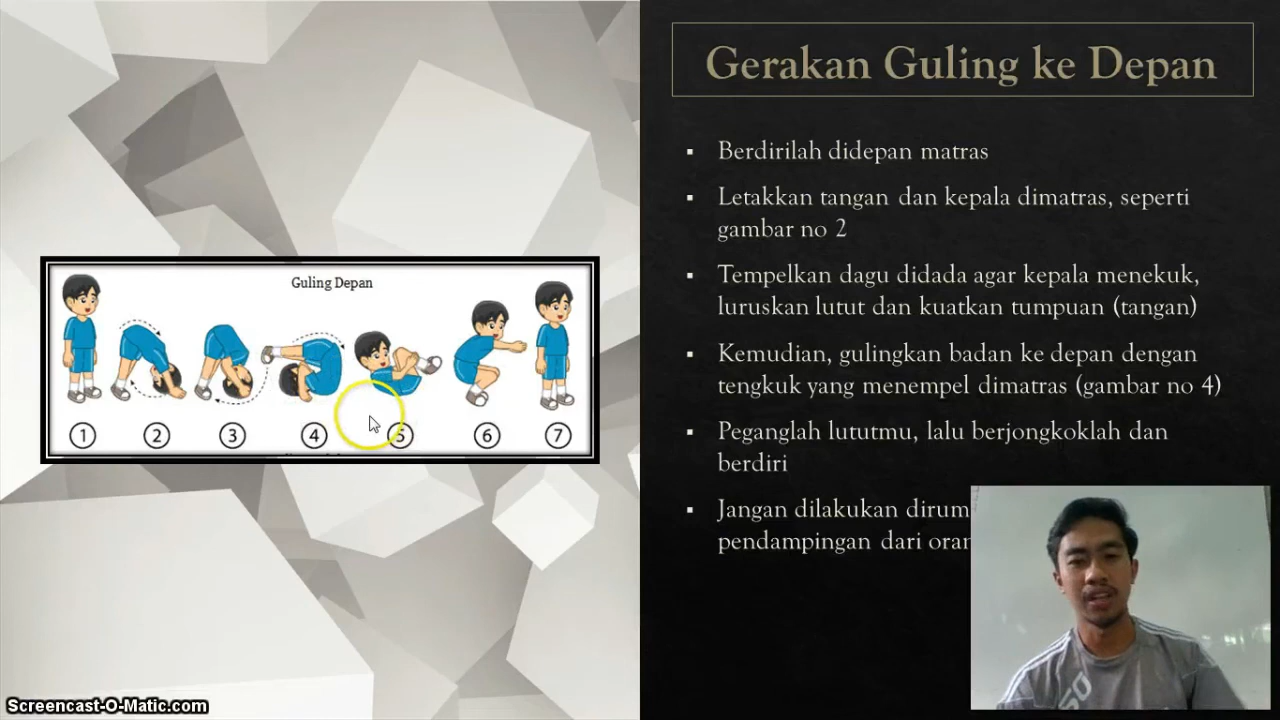 Gerakan Guling ke Depan
▪ Berdirilah didepan matras
▪ Letakkan tangan dan kepala dimatras, seperti
gambar no 2
▪ Tempelkan dagu didada agar kepala menekuk,
luruskan lutut dan kuatkan tumpuan (tangan)
▪ Kemudian, gulingkan badan ke depan dengan
tengkuk yang menempel dimatras (gambar no 4)
▪ Peganglah lututmu, lalu berjongkoklah dan
berdiri
▪ Jangan dilakukan
pendampingan dari
Guling Depan
1 2 3 4 5 6 7
Screencast-O-Matic.com